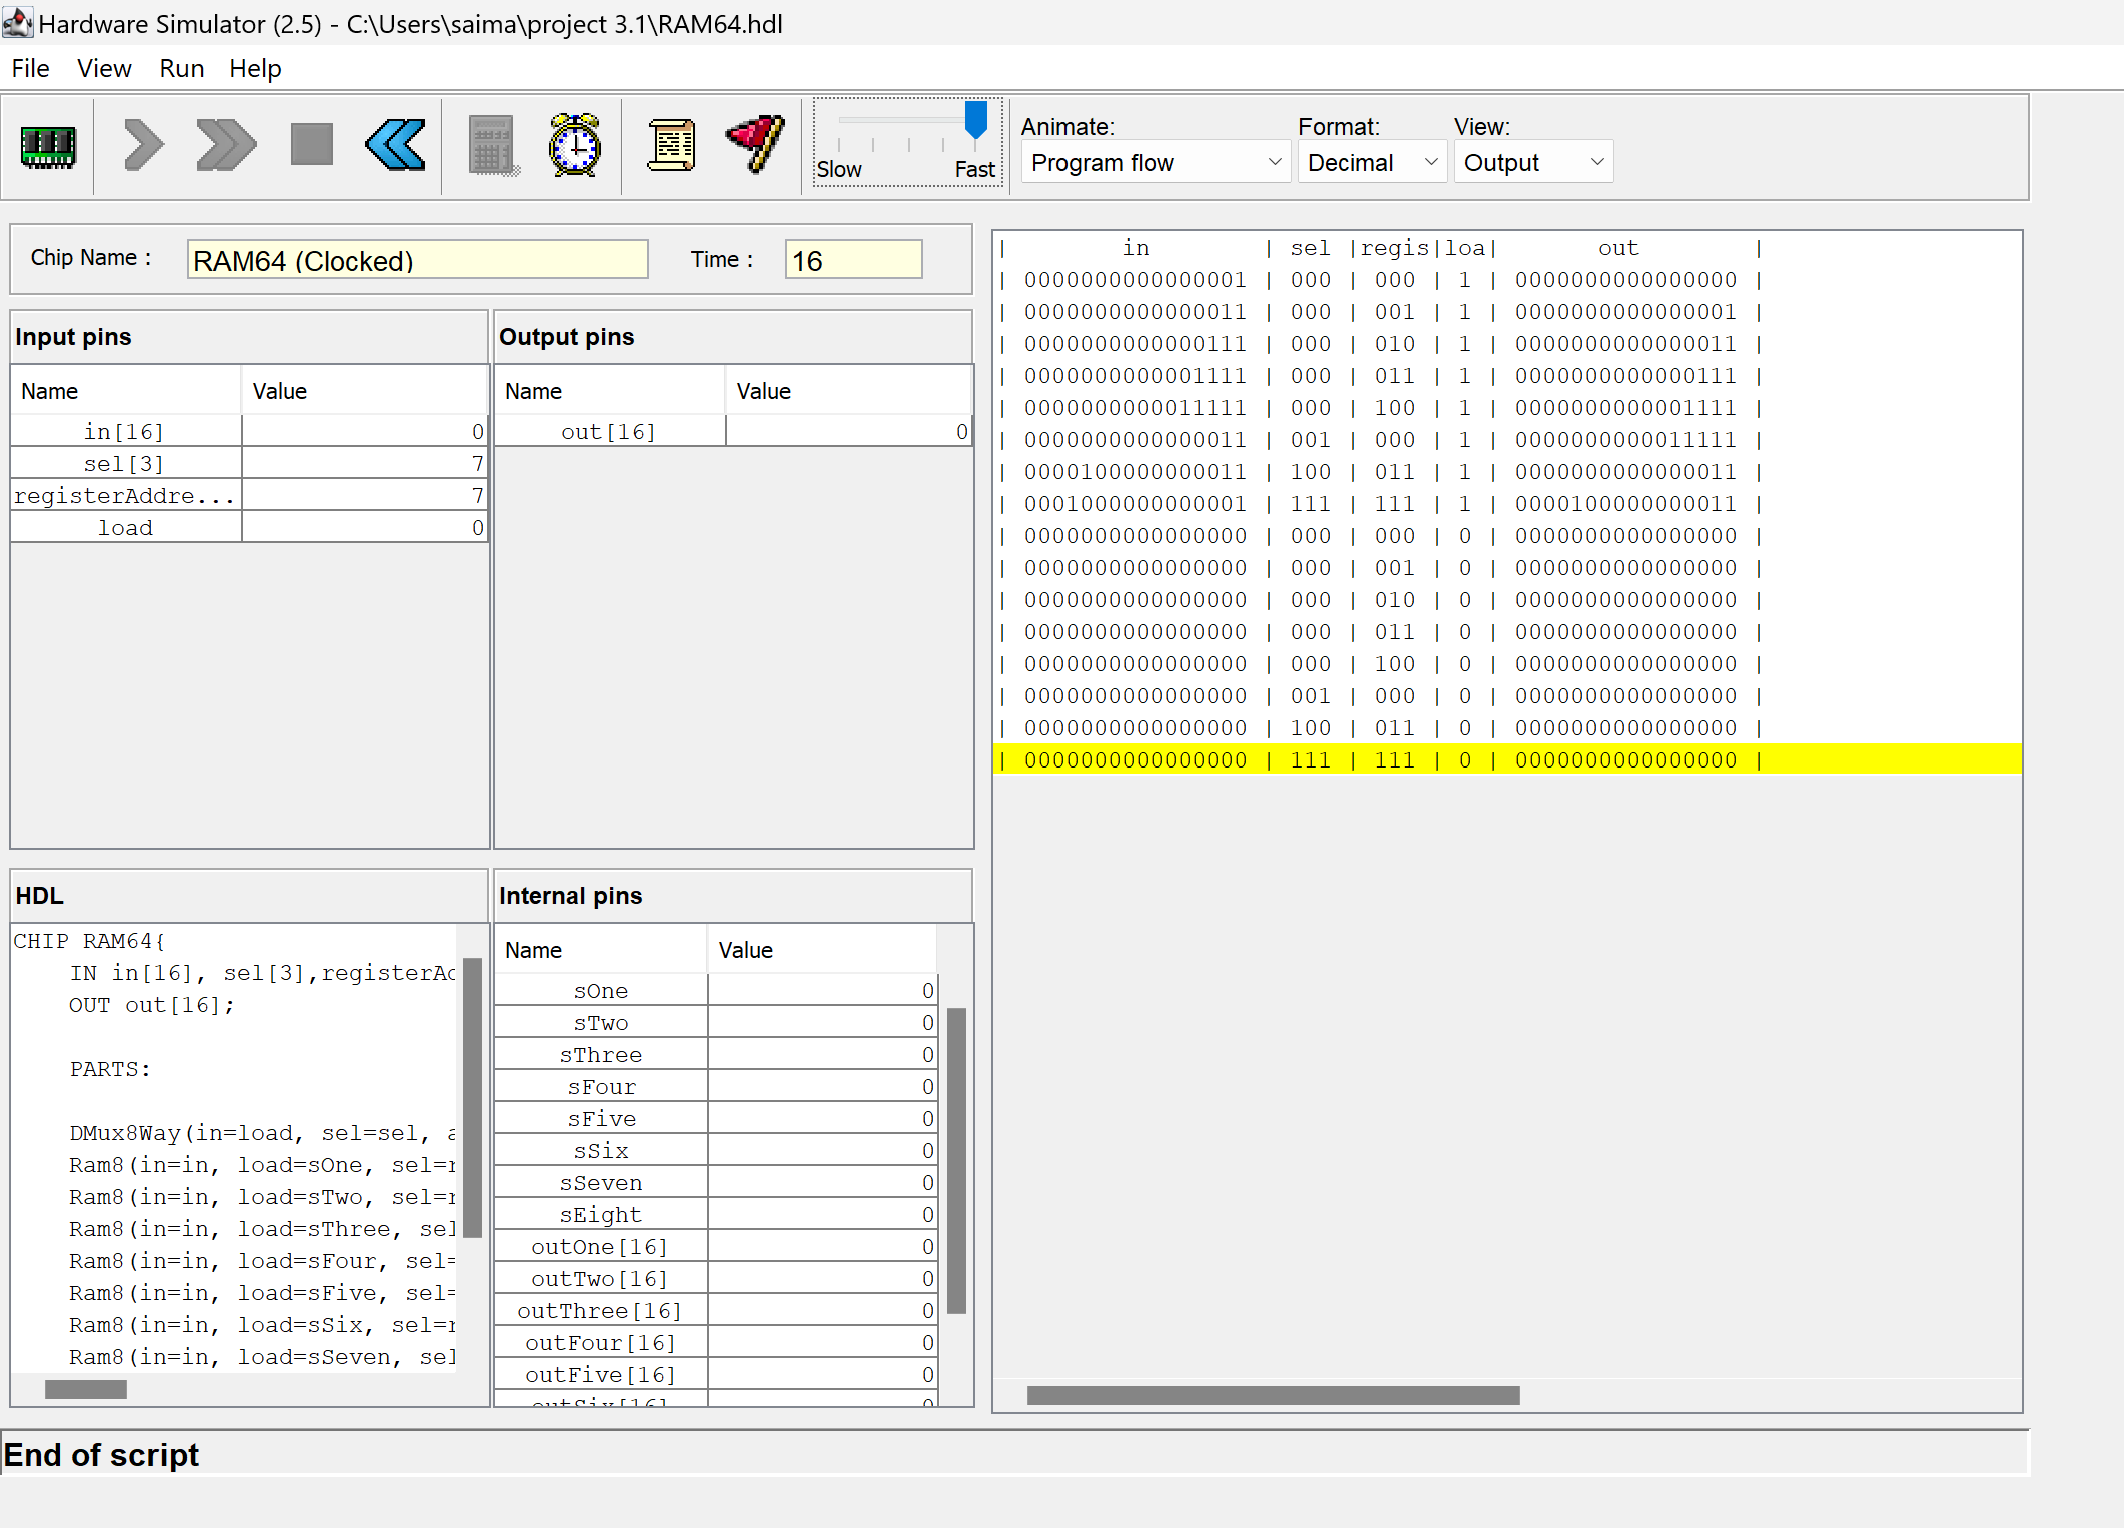 Hardware Simulator (2.5) - C:\Users\saima\project 3.1\RAM64.hdl
File View Run Help
Slow Fast
Animate: Format: View:
Program flow Decimal Output
Chip Name : RAM64 (Clocked) Time : 16
Input pins
Name Value
in[16] 0
sel[3] 7
registerAddre... 7
load 0
Output pins
Name Value
out[16] 0
HDL
CHIP RAM64{
IN in[16], sel[3],registerAd
OUT out[16];
PARTS:
DMux8Way(in=load, sel=sel, a
Ram8(in=in, load=sOne, sel=r
Ram8(in=in, load=sTwo, sel=r
Ram8(in=in, load=sThree, sel
Ram8(in=in, load=sFour, sel=
Ram8(in=in, load=sFive, sel=
Ram8(in=in, load=sSix, sel=r
Ram8(in=in, load=sSeven, sel
Internal pins
Name Value
sOne 0
sTwo 0
sThree 0
sFour 0
sFive 0
sSix 0
sSeven 0
sEight 0
outOne[16] 0
outTwo[16] 0
outThree[16] 0
outFour[16] 0
outFive[16] 0
outSix[16] 0
| in | sel |regis|loa| out |
| 0000000000000001 | 000 | 000 | 1 | 0000000000000000 |
| 0000000000000011 | 000 | 001 | 1 | 0000000000000001 |
| 0000000000000111 | 000 | 010 | 1 | 0000000000000011 |
| 0000000000001111 | 000 | 011 | 1 | 0000000000000111 |
| 0000000000011111 | 000 | 100 | 1 | 0000000000001111 |
| 0000000000000011 | 001 | 000 | 1 | 0000000000011111 |
| 0000100000000011 | 100 | 011 | 1 | 0000000000000011 |
| 0001000000000001 | 111 | 111 | 1 | 0000100000000011 |
| 0000000000000000 | 000 | 000 | 0 | 0000000000000000 |
| 0000000000000000 | 000 | 001 | 0 | 0000000000000000 |
| 0000000000000000 | 000 | 010 | 0 | 0000000000000000 |
| 0000000000000000 | 000 | 011 | 0 | 0000000000000000 |
| 0000000000000000 | 000 | 100 | 0 | 0000000000000000 |
| 0000000000000000 | 001 | 000 | 0 | 0000000000000000 |
| 0000000000000000 | 100 | 011 | 0 | 0000000000000000 |
| 0000000000000000 | 111 | 111 | 0 | 0000000000000000 |
End of script